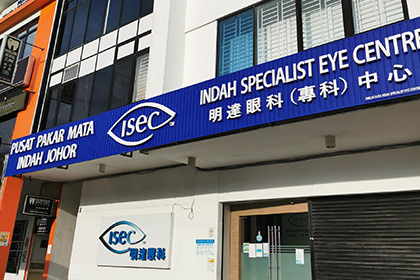 PUSAT PAKAR MATA
INDAH JOHOR
ISEC
INDAH SPECIALIST EYE CENTRE
明達眼科（專科）中心
ISEC
明達眼科